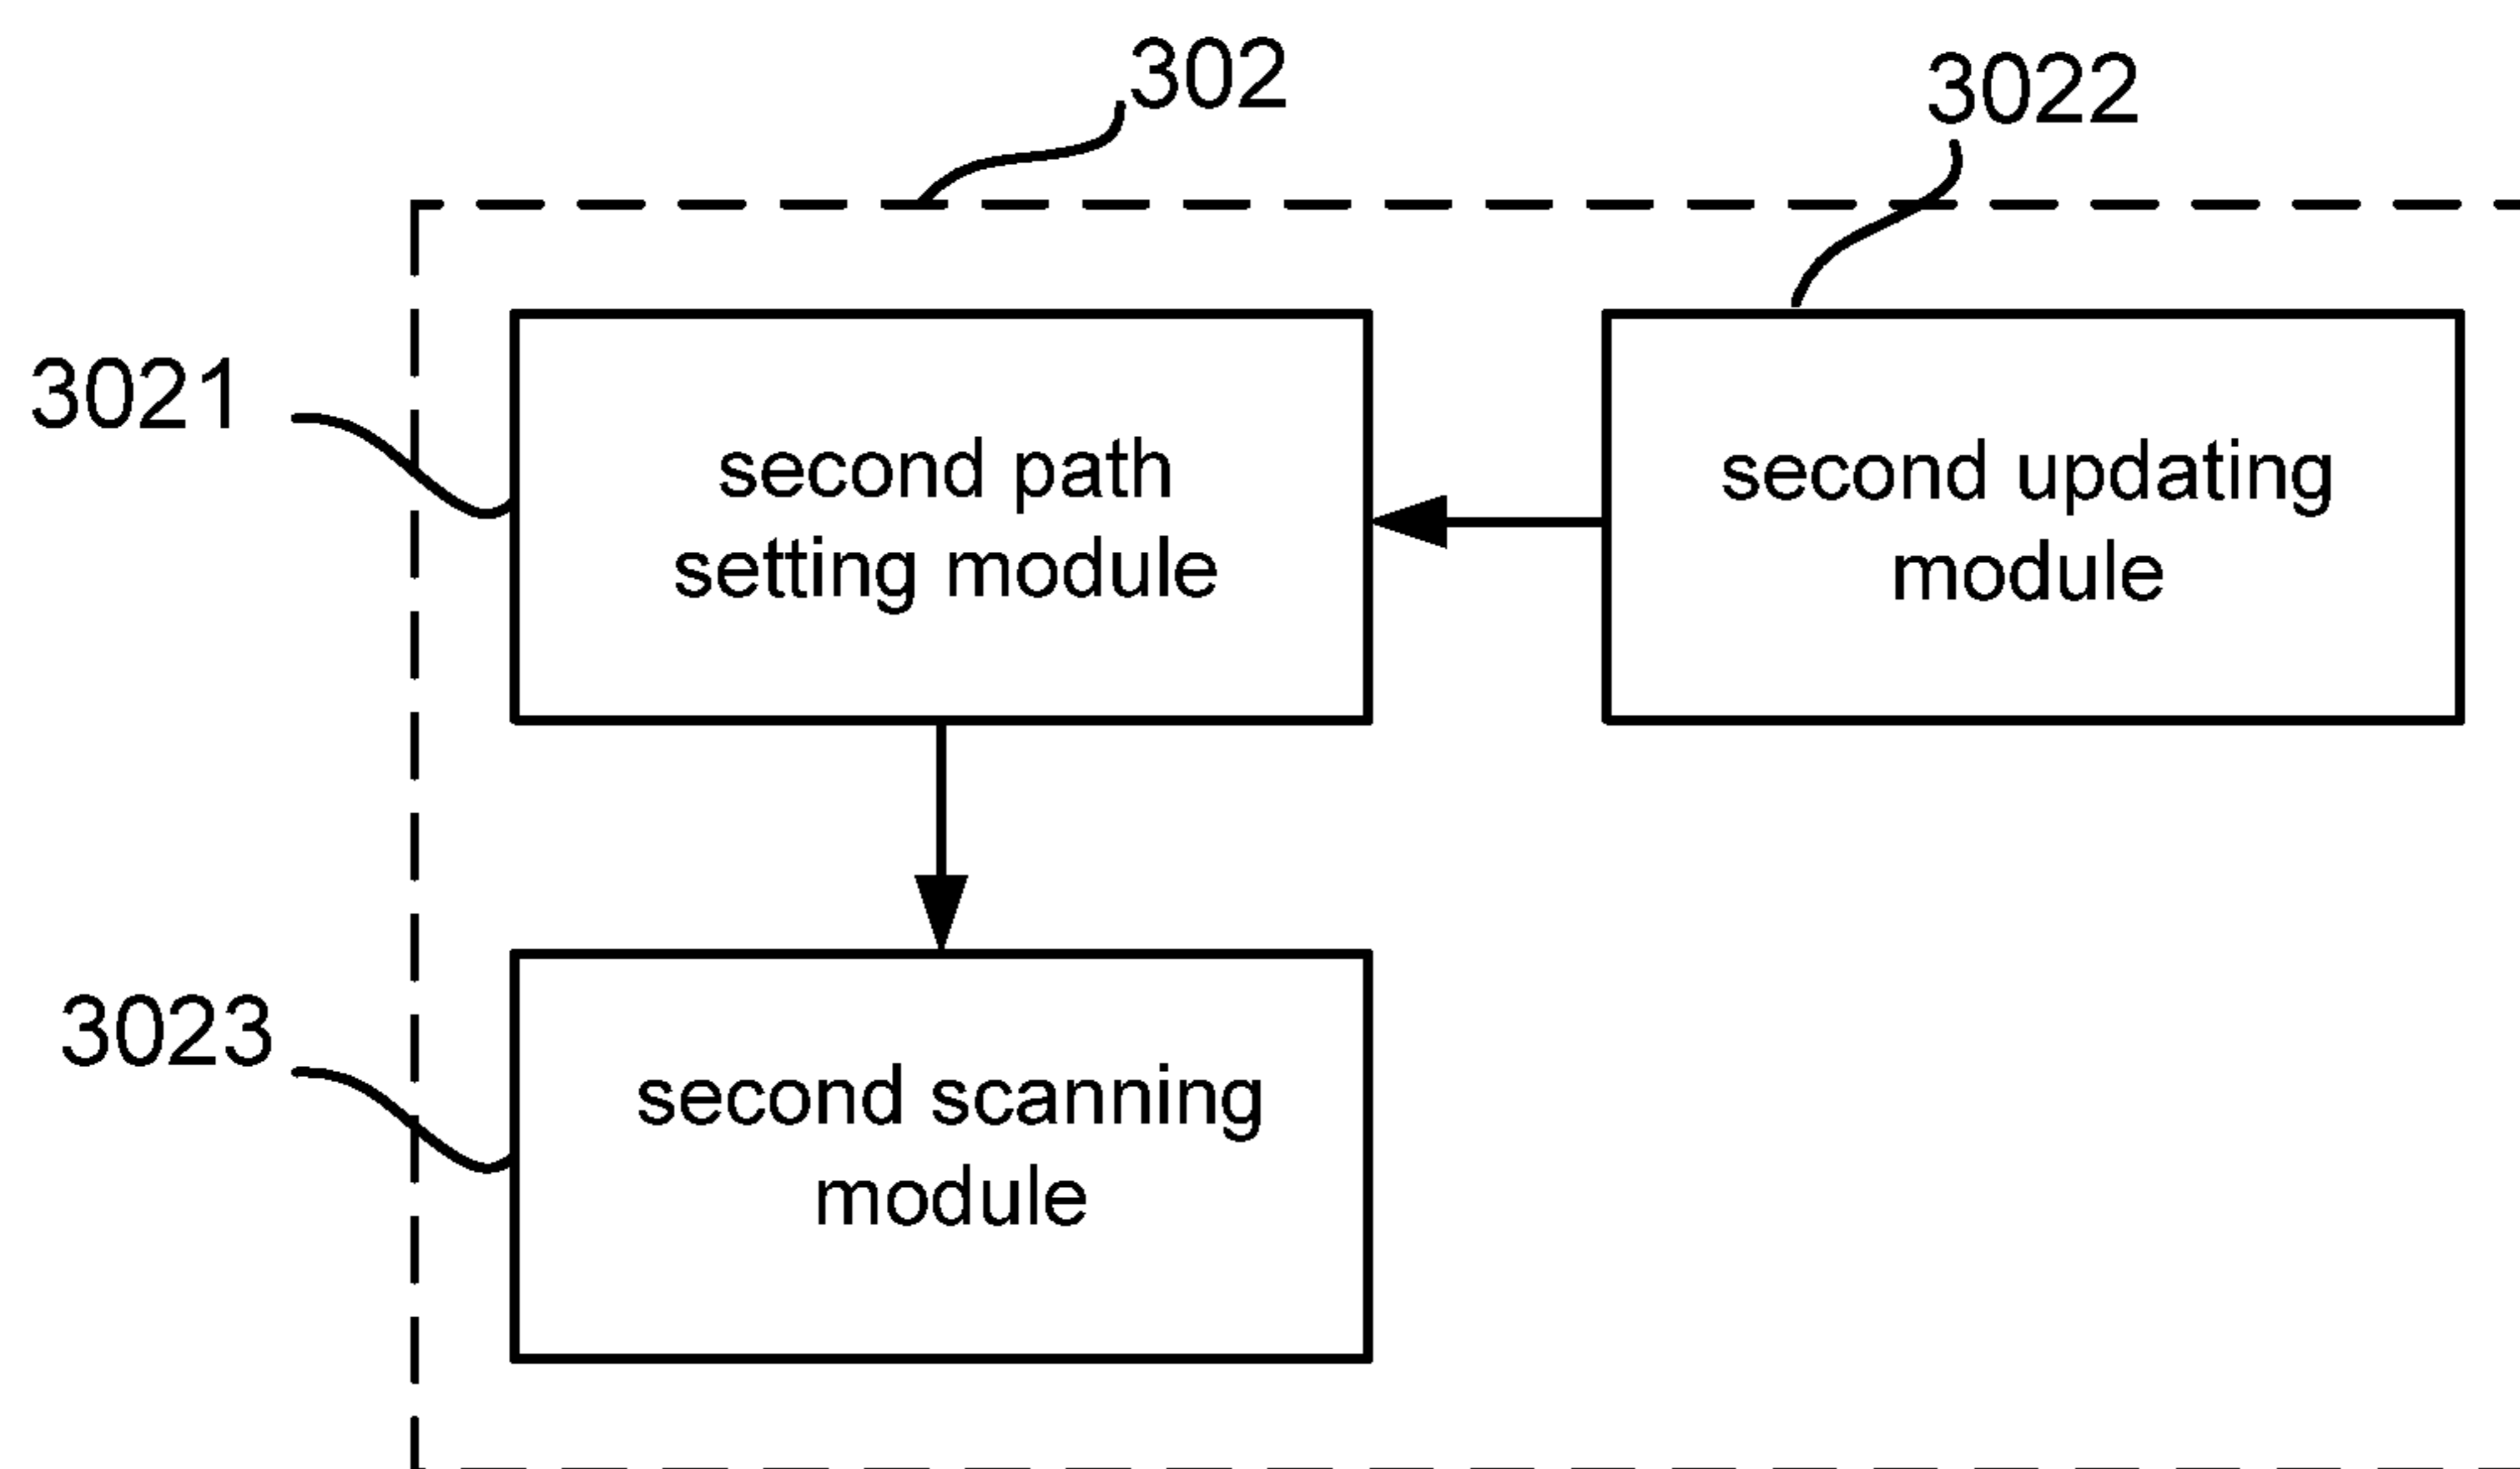 302
3022
3021
second path
setting module
second updating
module
3023
second scanning
module